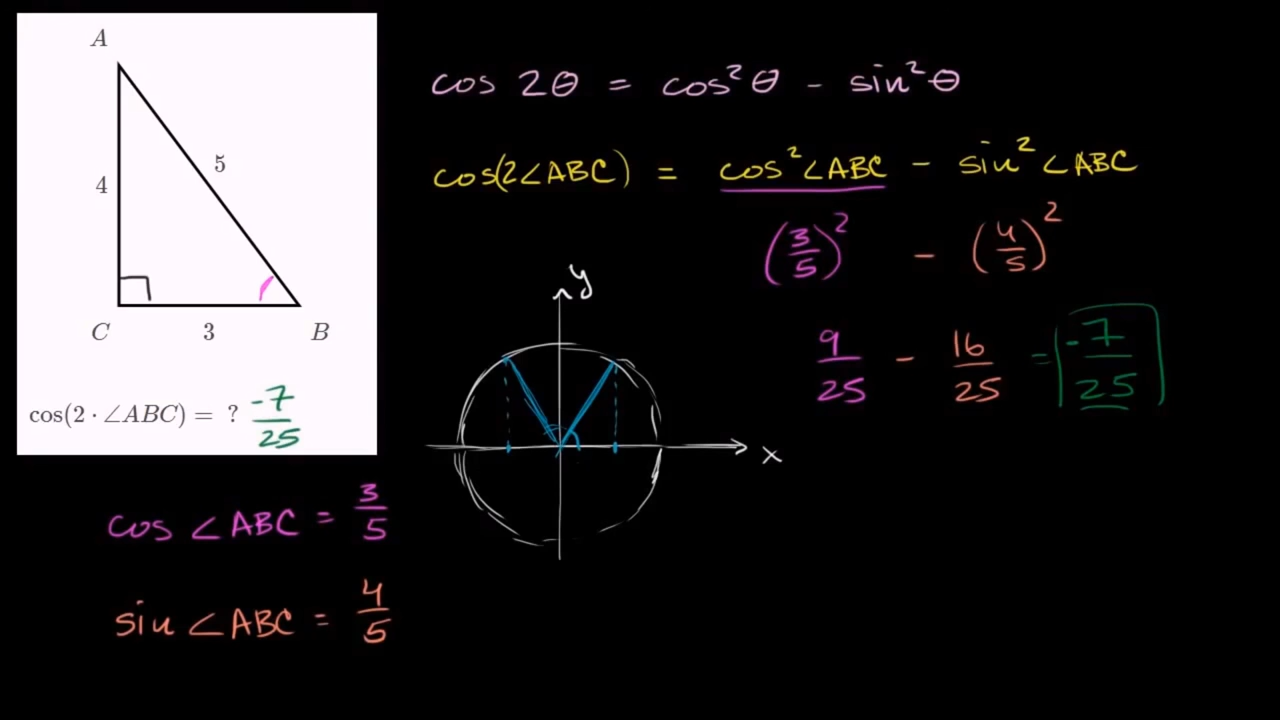 A
4
5
C
3
B
cos(2 · ∠ABC) = ? -7/25
cos ∠ABC = 3/5
sin ∠ABC = 4/5
cos 2θ = cos²θ - sin²θ
cos(2∠ABC) = cos²∠ABC - sin²∠ABC
(3/5)² - (4/5)²
9/25 - 16/25 = -7/25
y
x